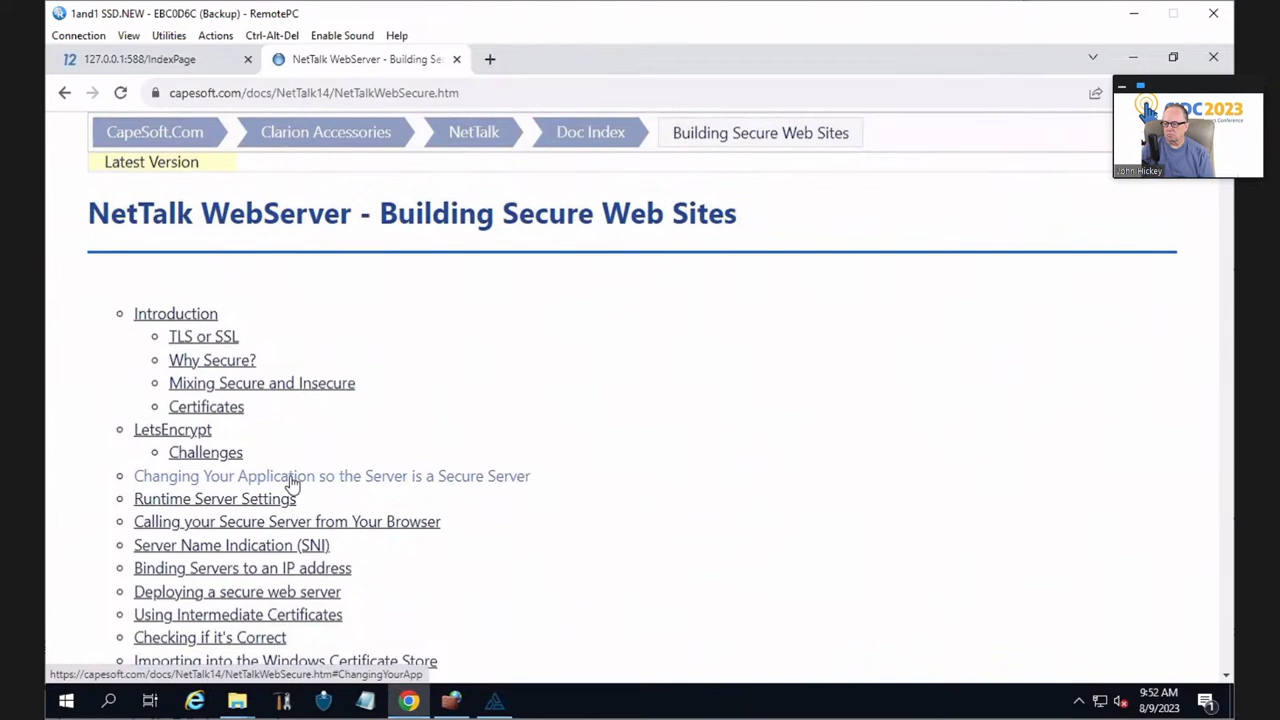 1and1 SSD.NEW - EBC0D6C (Backup) - RemotePC
Connection View Utilities Actions Ctrl-Alt-Del Enable Sound Help
127.0.0.1:588/IndexPage
NetTalk WebServer - Building Se
capesoft.com/docs/NetTalk14/NetTalkWebSecure.htm
2023
John Hickey
CapeSoft.Com Clarion Accessories NetTalk Doc Index Building Secure Web Sites
Latest Version
NetTalk WebServer - Building Secure Web Sites
Introduction
TLS or SSL
Why Secure?
Mixing Secure and Insecure
Certificates
LetsEncrypt
Challenges
Changing Your Application so the Server is a Secure Server
Runtime Server Settings
Calling your Secure Server from Your Browser
Server Name Indication (SNI)
Binding Servers to an IP address
Deploying a secure web server
Using Intermediate Certificates
Checking if it's Correct
Importing into the Windows Certificate Store
https://capesoft.com/docs/NetTalk14/NetTalkWebSecure.htm#ChangingYourApp
9:52 AM
8/9/2023